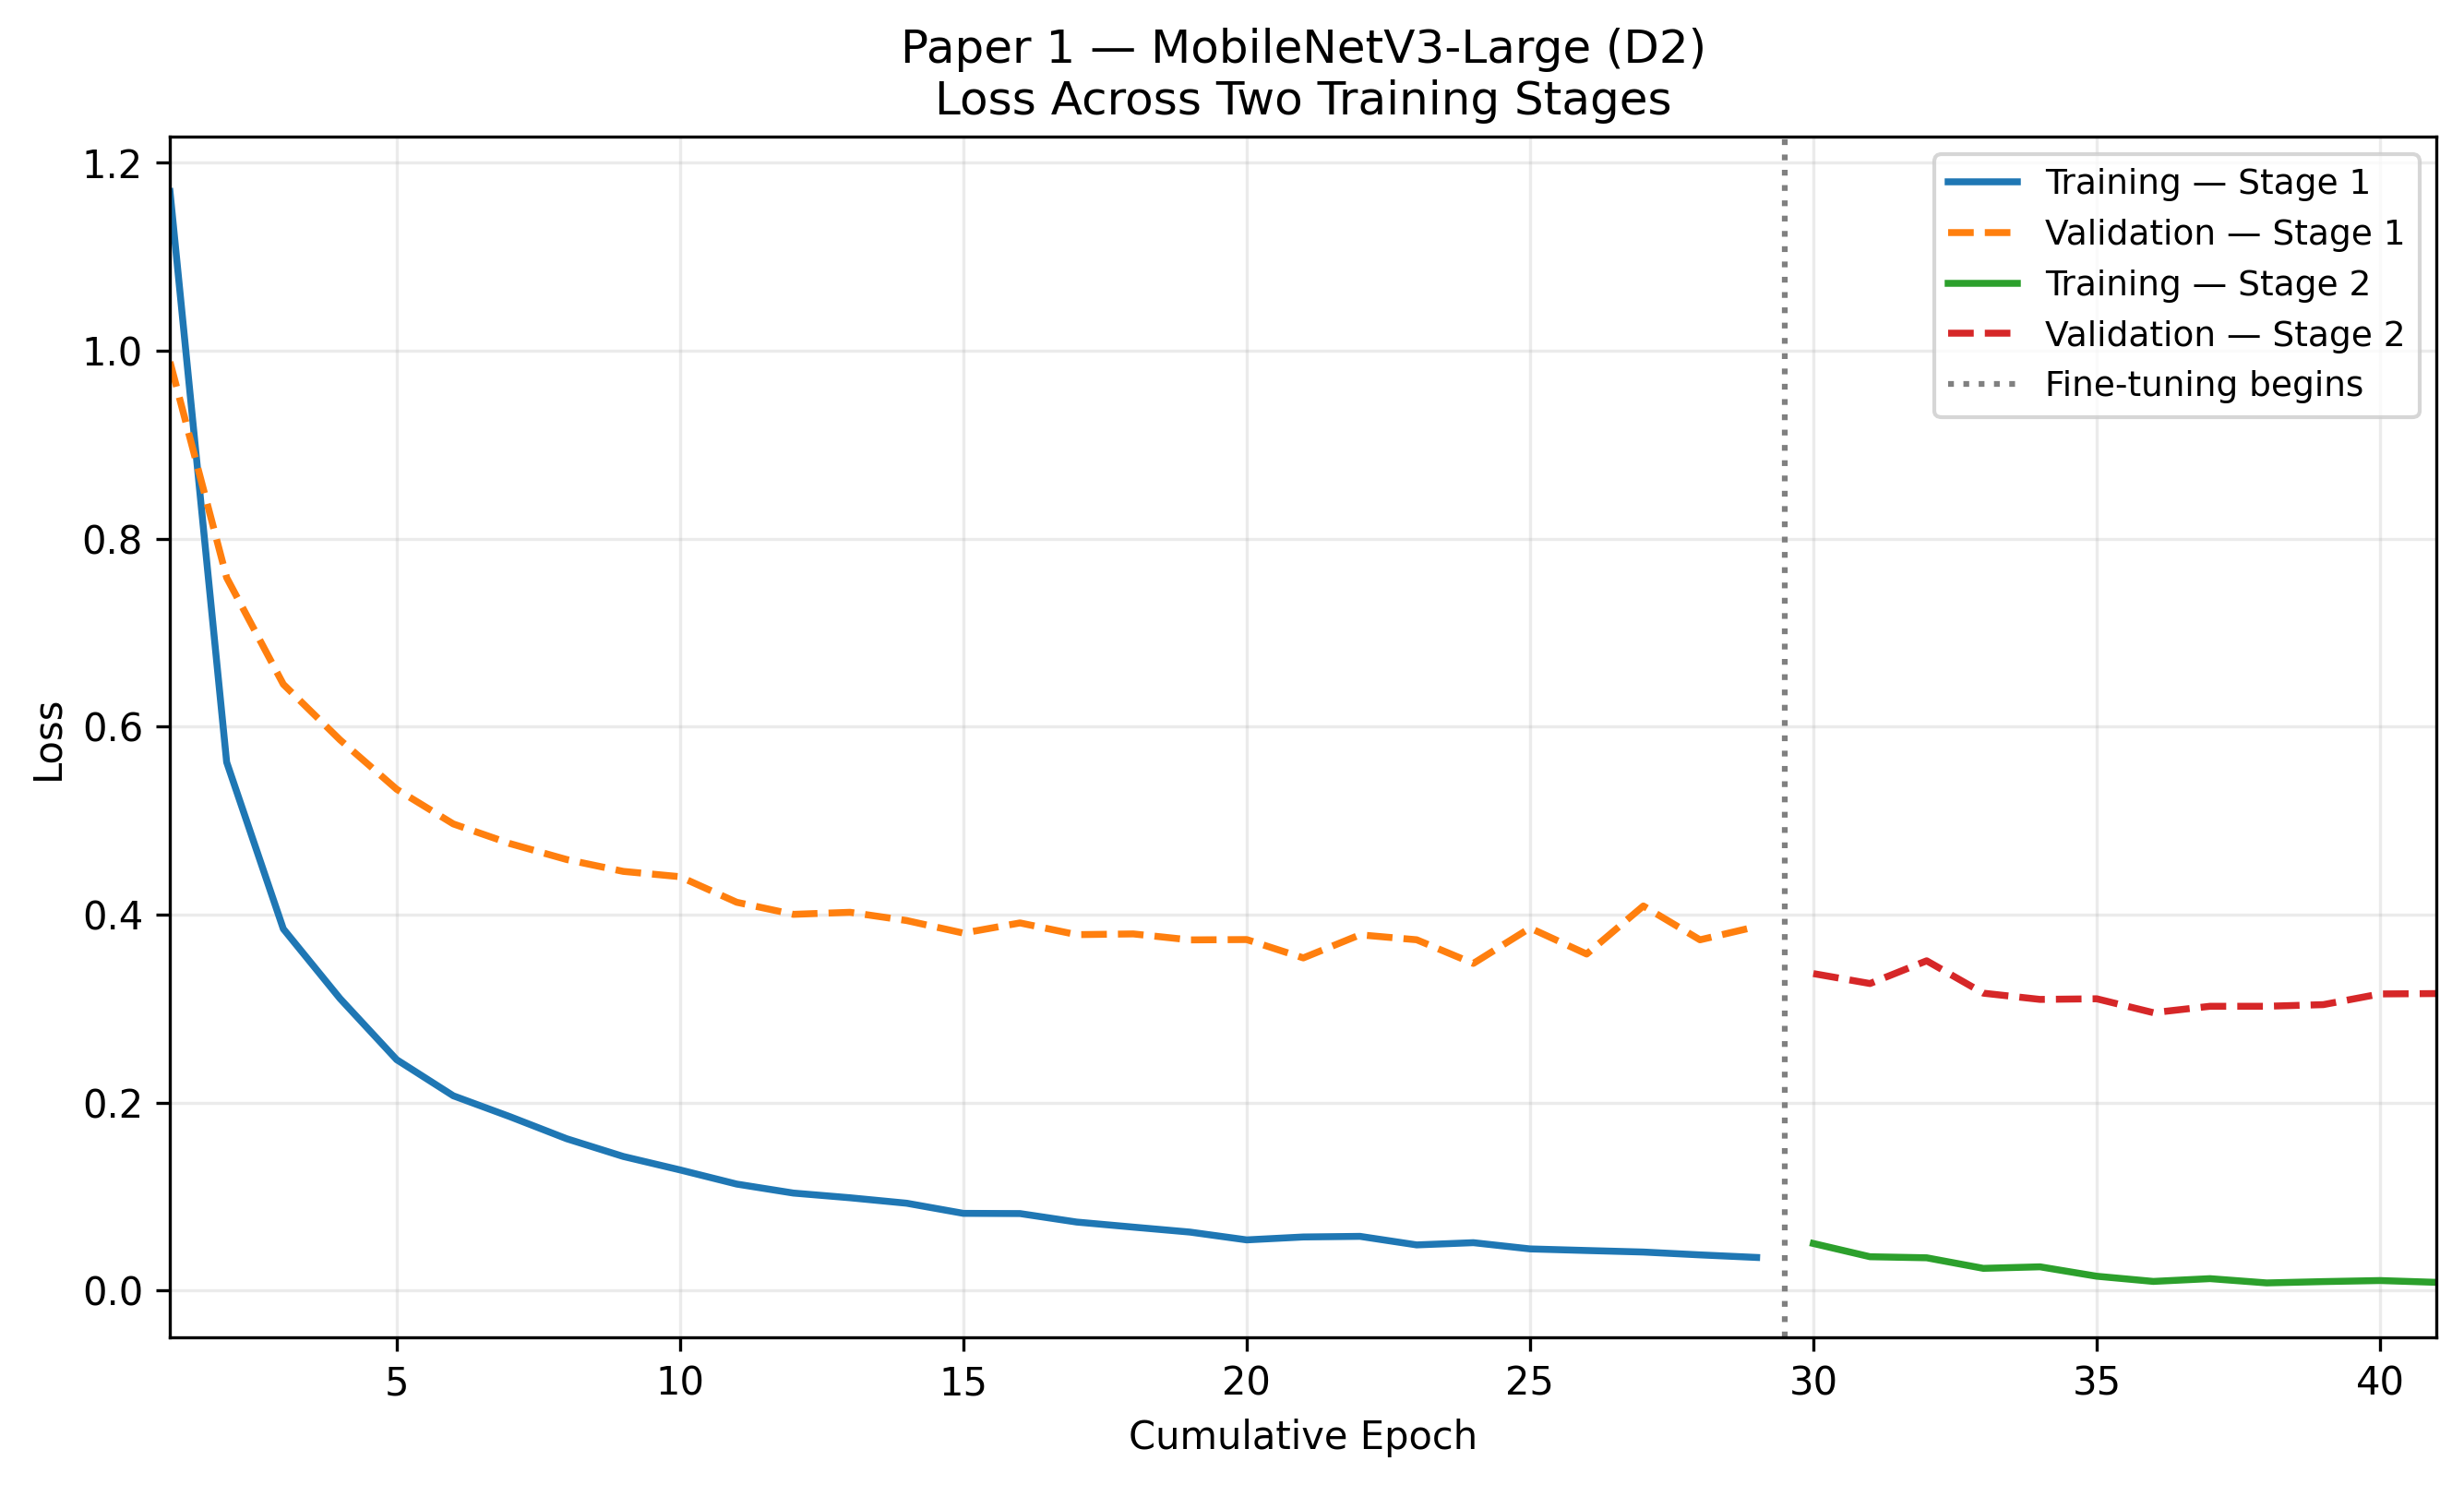 Paper 1 — MobileNetV3-Large (D2)
Loss Across Two Training Stages
1.2
1.0
0.8
0.6
0.4
0.2
0.0
Loss
Training — Stage 1
Validation — Stage 1
Training — Stage 2
Validation — Stage 2
Fine-tuning begins
5 10 15 20 25 30 35 40
Cumulative Epoch